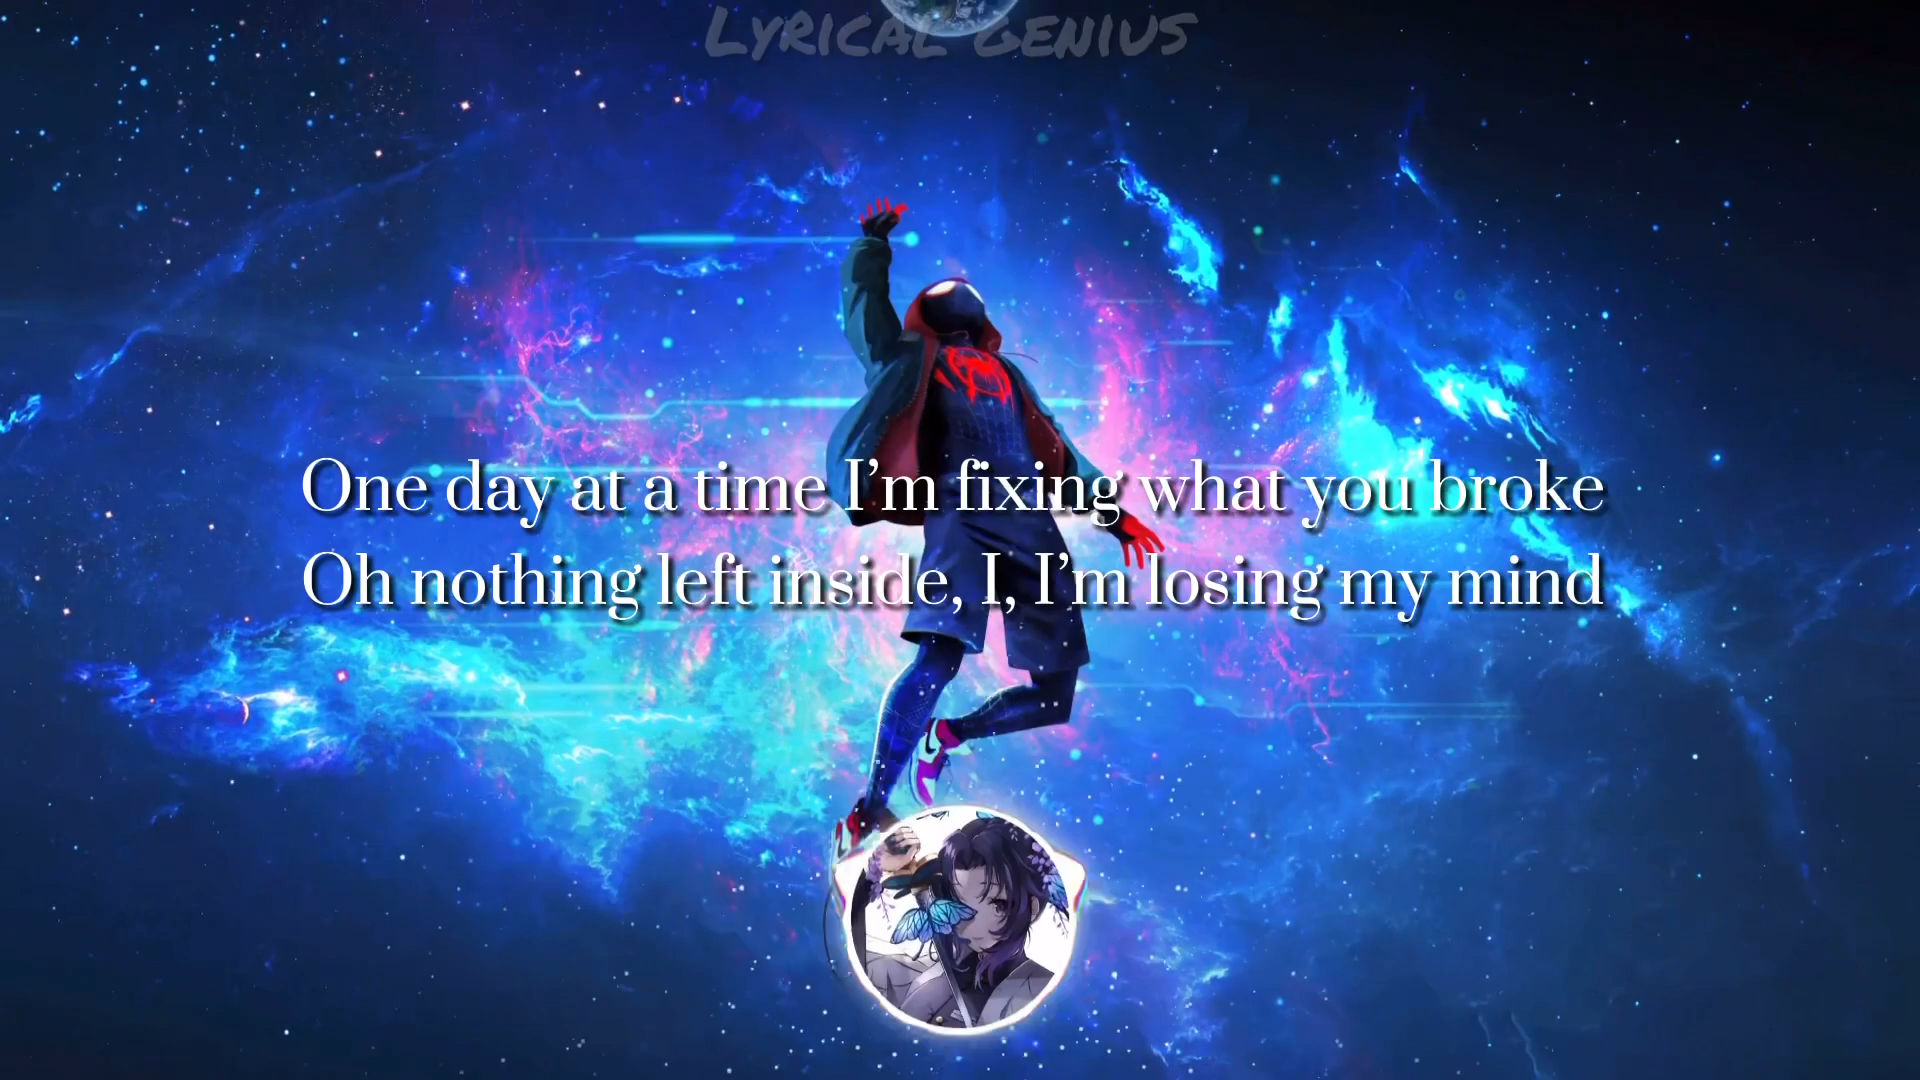 Lyrical Genius
One day at a time I’m fixing what you broke
Oh nothing left inside, I, I’m losing my mind